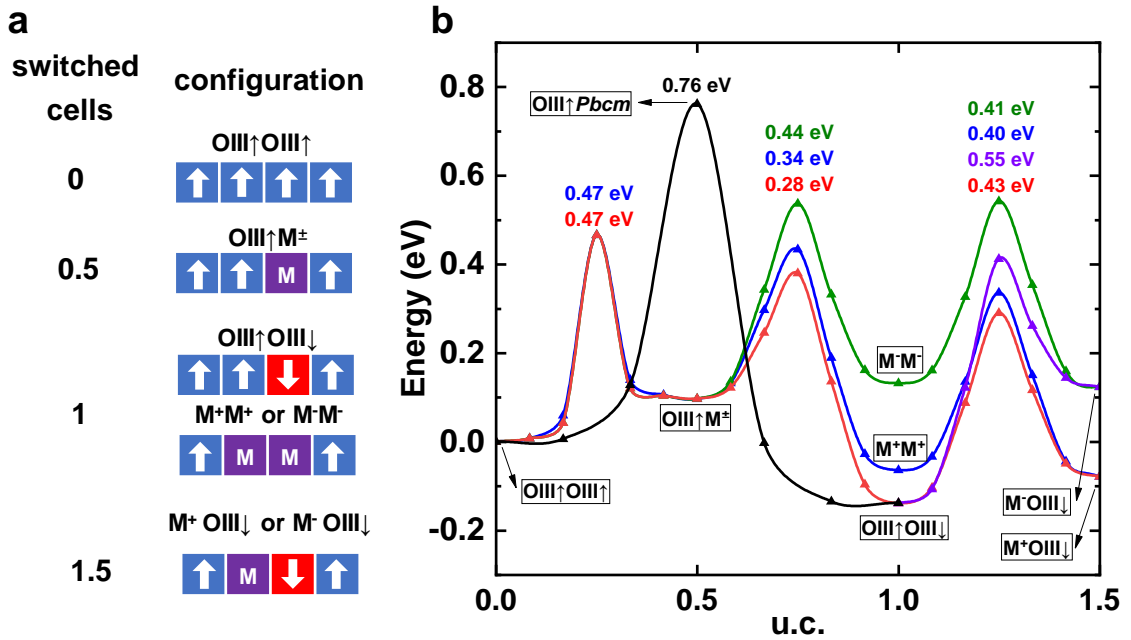 a
switched
cells
configuration
0
OIII↑OIII↑
0.5
OIII↑M±
M
1
OIII↑OIII↓
M⁺M⁺ or M⁻M⁻
M M
1.5
M⁺ OIII↓ or M⁻ OIII↓
M
b
Energy (eV)
0.8
0.6
0.4
0.2
0.0
-0.2
0.0
0.5
1.0
1.5
u.c.
OIII↑Pbcm
0.76 eV
0.47 eV
0.47 eV
0.44 eV
0.34 eV
0.28 eV
0.41 eV
0.40 eV
0.55 eV
0.43 eV
OIII↑OIII↑
OIII↑M±
M⁻M⁻
M⁺M⁺
OIII↑OIII↓
M⁻OIII↓
M⁺OIII↓